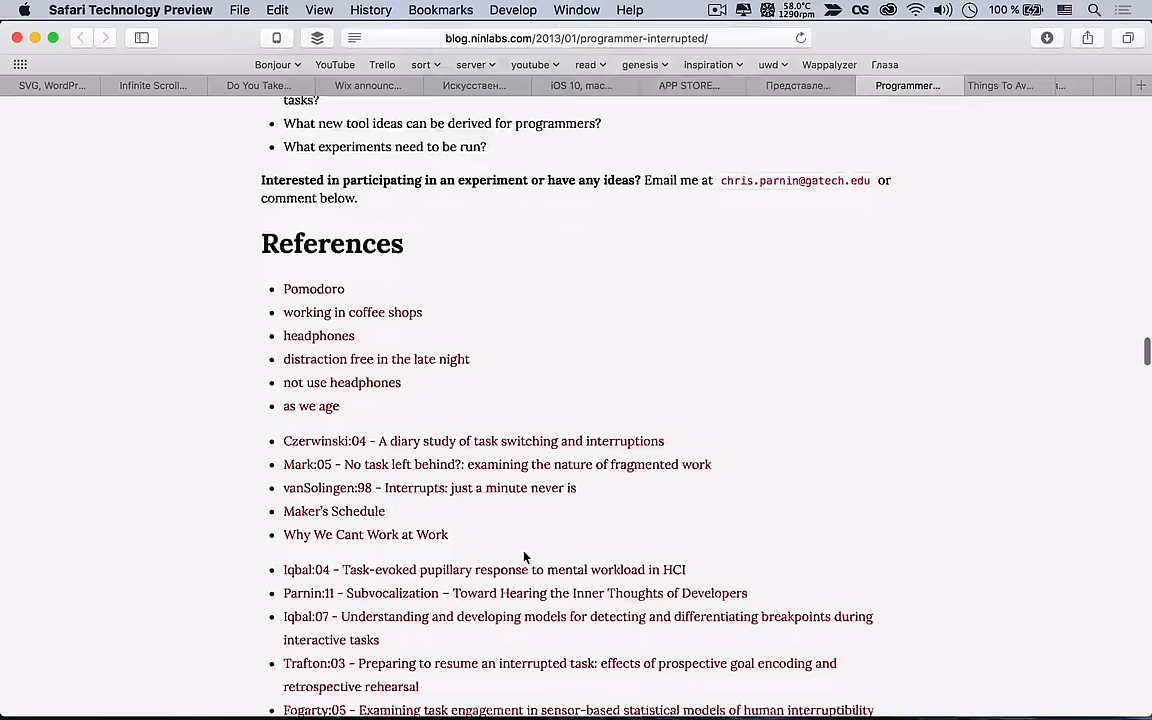 Safari Technology Preview File Edit View History Bookmarks Develop Window Help 58.0°C 1290rpm OS 100 %
blog.ninlabs.com/2013/01/programmer-interrupted/
Bonjour YouTube Trello sort server youtube read genesis inspiration uwd Wappalyzer Глаза
SVG, WordPr... Infinite Scroll... Do You Take... Wix announc... Искусствен... iOS 10, mac... APP STORE... Представле... Programmer... Things To Av...
tasks?
• What new tool ideas can be derived for programmers?
• What experiments need to be run?
Interested in participating in an experiment or have any ideas? Email me at chris.parnin@gatech.edu or
comment below.
References
• Pomodoro
• working in coffee shops
• headphones
• distraction free in the late night
• not use headphones
• as we age
• Czerwinski:04 - A diary study of task switching and interruptions
• Mark:05 - No task left behind?: examining the nature of fragmented work
• vanSolingen:98 - Interrupts: just a minute never is
• Maker's Schedule
• Why We Cant Work at Work
• Iqbal:04 - Task-evoked pupillary response to mental workload in HCI
• Parnin:11 - Subvocalization – Toward Hearing the Inner Thoughts of Developers
• Iqbal:07 - Understanding and developing models for detecting and differentiating breakpoints during
interactive tasks
• Trafton:03 - Preparing to resume an interrupted task: effects of prospective goal encoding and
retrospective rehearsal
• Fogarty:05 - Examining task engagement in sensor-based statistical models of human interruptibility